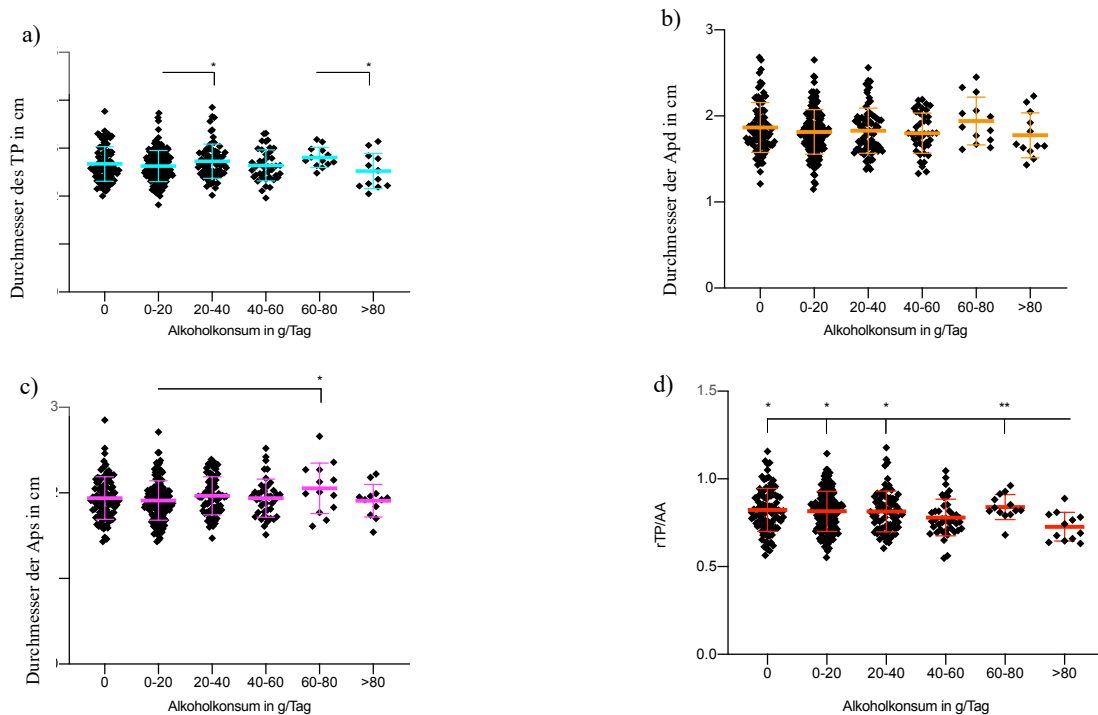 a)
Durchmesser des TP in cm
* *
0 0-20 20-40 40-60 60-80 >80
Alkoholkonsum in g/Tag
b)
Durchmesser der Apd in cm
3
2
1
0
0 0-20 20-40 40-60 60-80 >80
Alkoholkonsum in g/Tag
c)
Durchmesser der Aps in cm
*
3
2
0
0 0-20 20-40 40-60 60-80 >80
Alkoholkonsum in g/Tag
d)
rTP/AA
* * * **
1.5
1.0
0.5
0.0
0 0-20 20-40 40-60 60-80 >80
Alkoholkonsum in g/Tag